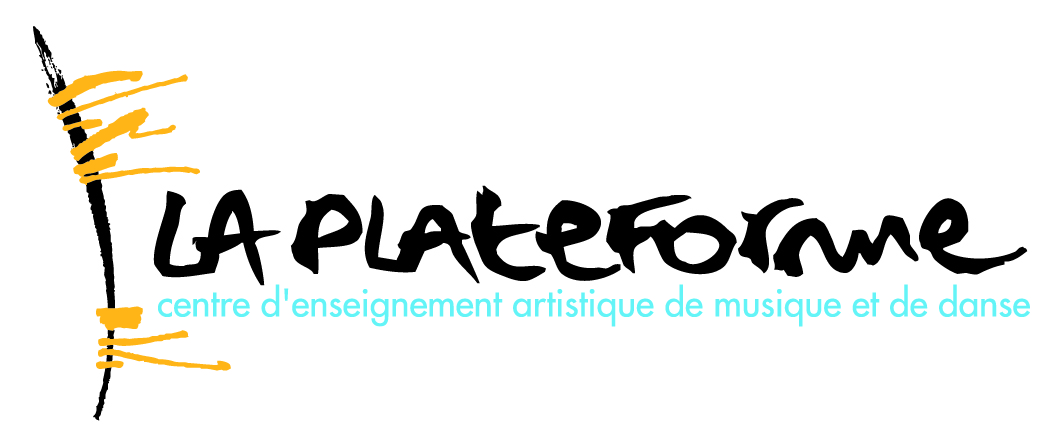 LA PLAteForme
centre d'enseignement artistique de musique et de danse